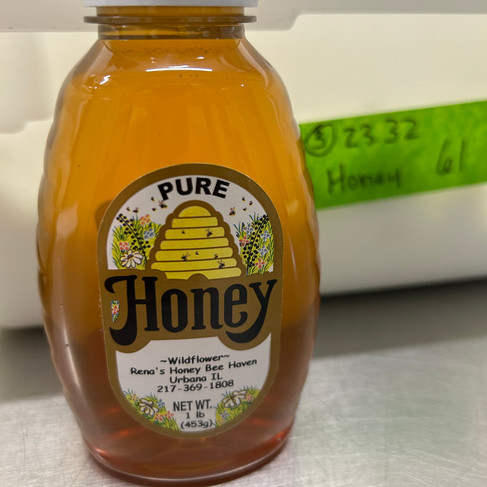 PURE
Honey
~Wildflower~
Rena's Honey Bee Haven
Urbana IL
217-369-1808
NET WT.
1 lb
(453g)
⑤ 23.32
Honey 61